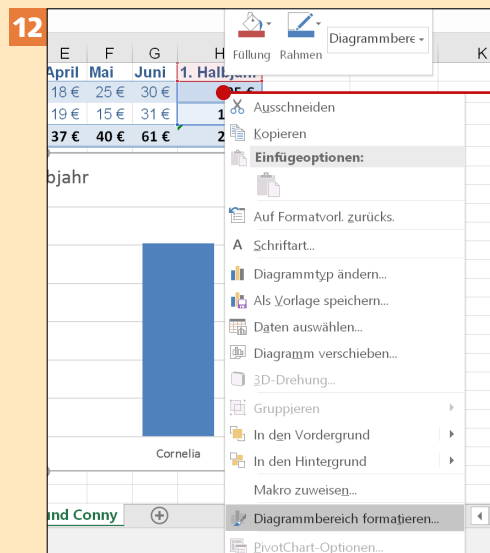 12
Füllung Rahmen Diagrammbere
E F G H K
April Mai Juni 1. Halbjahr
18 € 25 € 30 €
19 € 15 € 31 € 1
37 € 40 € 61 € 2
bjahr
Cornelia
Ausschneiden
Kopieren
Einfügeoptionen:
Auf Formatvorl. zurücks.
A Schriftart...
Diagrammtyp ändern...
Als Vorlage speichern...
Daten auswählen...
Diagramm verschieben...
3D-Drehung...
Gruppieren
In den Vordergrund
In den Hintergrund
Makro zuweisen...
Diagrammbereich formatieren...
PivotChart-Optionen...
und Conny